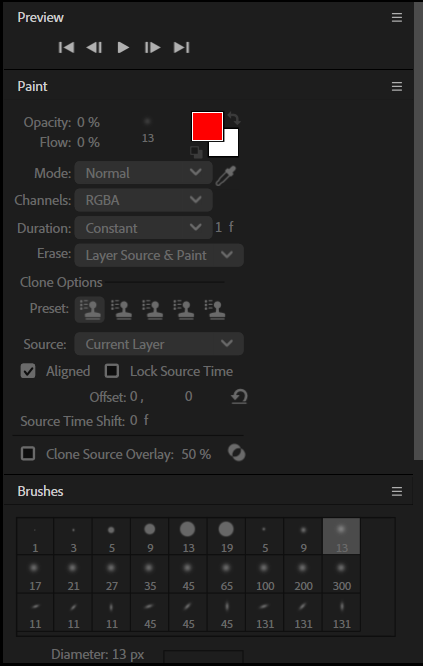 Preview
Paint
Opacity: 0 %
13
Flow: 0 %
Mode: Normal
Channels: RGBA
Duration: Constant 1 f
Erase: Layer Source & Paint
Clone Options
Preset:
Source: Current Layer
Aligned Lock Source Time
Offset: 0 , 0
Source Time Shift: 0 f
Clone Source Overlay: 50 %
Brushes
1 3 5 9 13 19 5 9 13
17 21 27 35 45 65 100 200 300
11 11 11 45 45 45 131 131 131
Diameter: 13 px